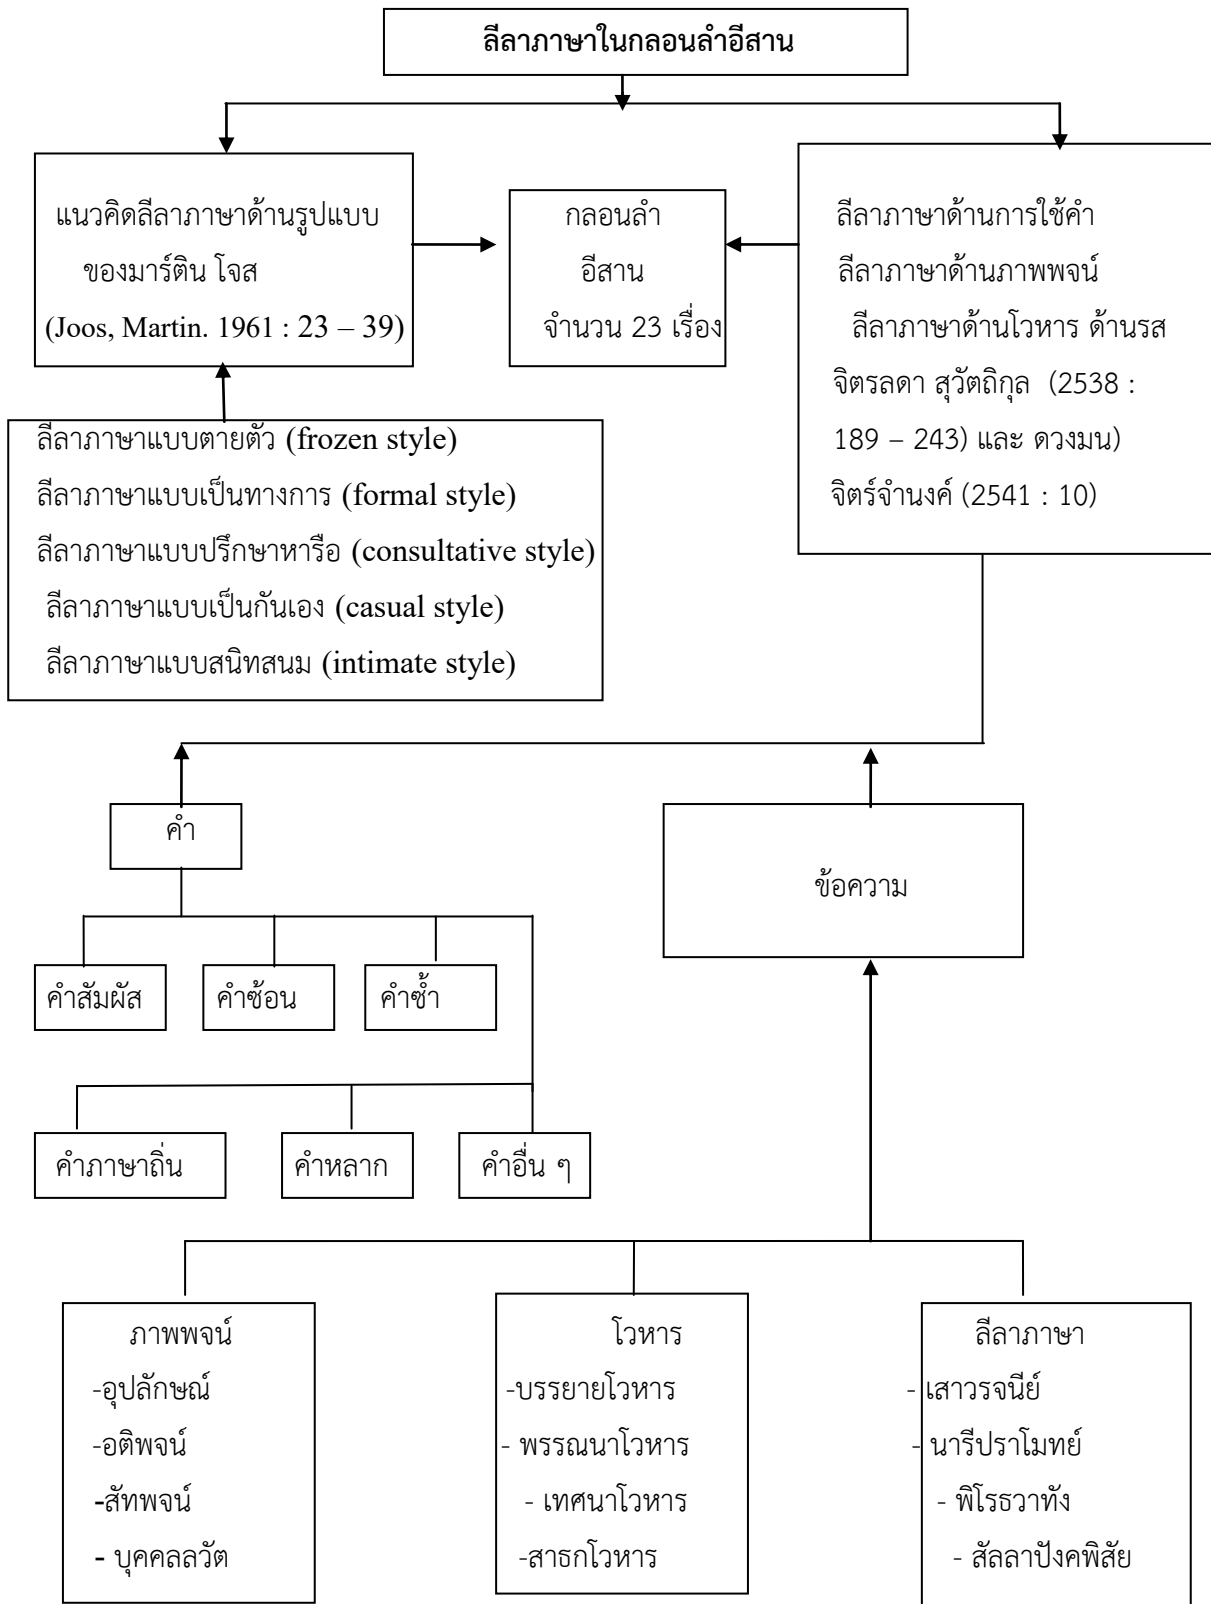 ลีลาภาษาในกลอนลำอีสาน
แนวคิดลีลาภาษาด้านรูปแบบ
ของมาร์ติน โจส
(Joos, Martin. 1961 : 23 – 39)
กลอนลำ
อีสาน
จำนวน 23 เรื่อง
ลีลาภาษาด้านการใช้คำ
ลีลาภาษาด้านภาพพจน์
ลีลาภาษาด้านโวหาร ด้านรส
จิตรลดา สุวัตถิกุล (2538 :
189 – 243) และ ดวงมน)
จิตร์จำนงค์ (2541 : 10)
ลีลาภาษาแบบตายตัว (frozen style)
ลีลาภาษาแบบเป็นทางการ (formal style)
ลีลาภาษาแบบปรึกษาหารือ (consultative style)
ลีลาภาษาแบบเป็นกันเอง (casual style)
ลีลาภาษาแบบสนิทสนม (intimate style)
คำ
ข้อความ
คำสัมผัส
คำซ้อน
คำซ้ำ
คำภาษาถิ่น
คำหลาก
คำอื่น ๆ
ภาพพจน์
-อุปลักษณ์
-อติพจน์
-สัทพจน์
- บุคคลลวัต
โวหาร
-บรรยายโวหาร
- พรรณนาโวหาร
- เทศนาโวหาร
-สาธกโวหาร
ลีลาภาษา
- เสาวรจนีย์
- นารีปราโมทย์
- พิโรธวาทัง
- สัลลาปังคพิสัย